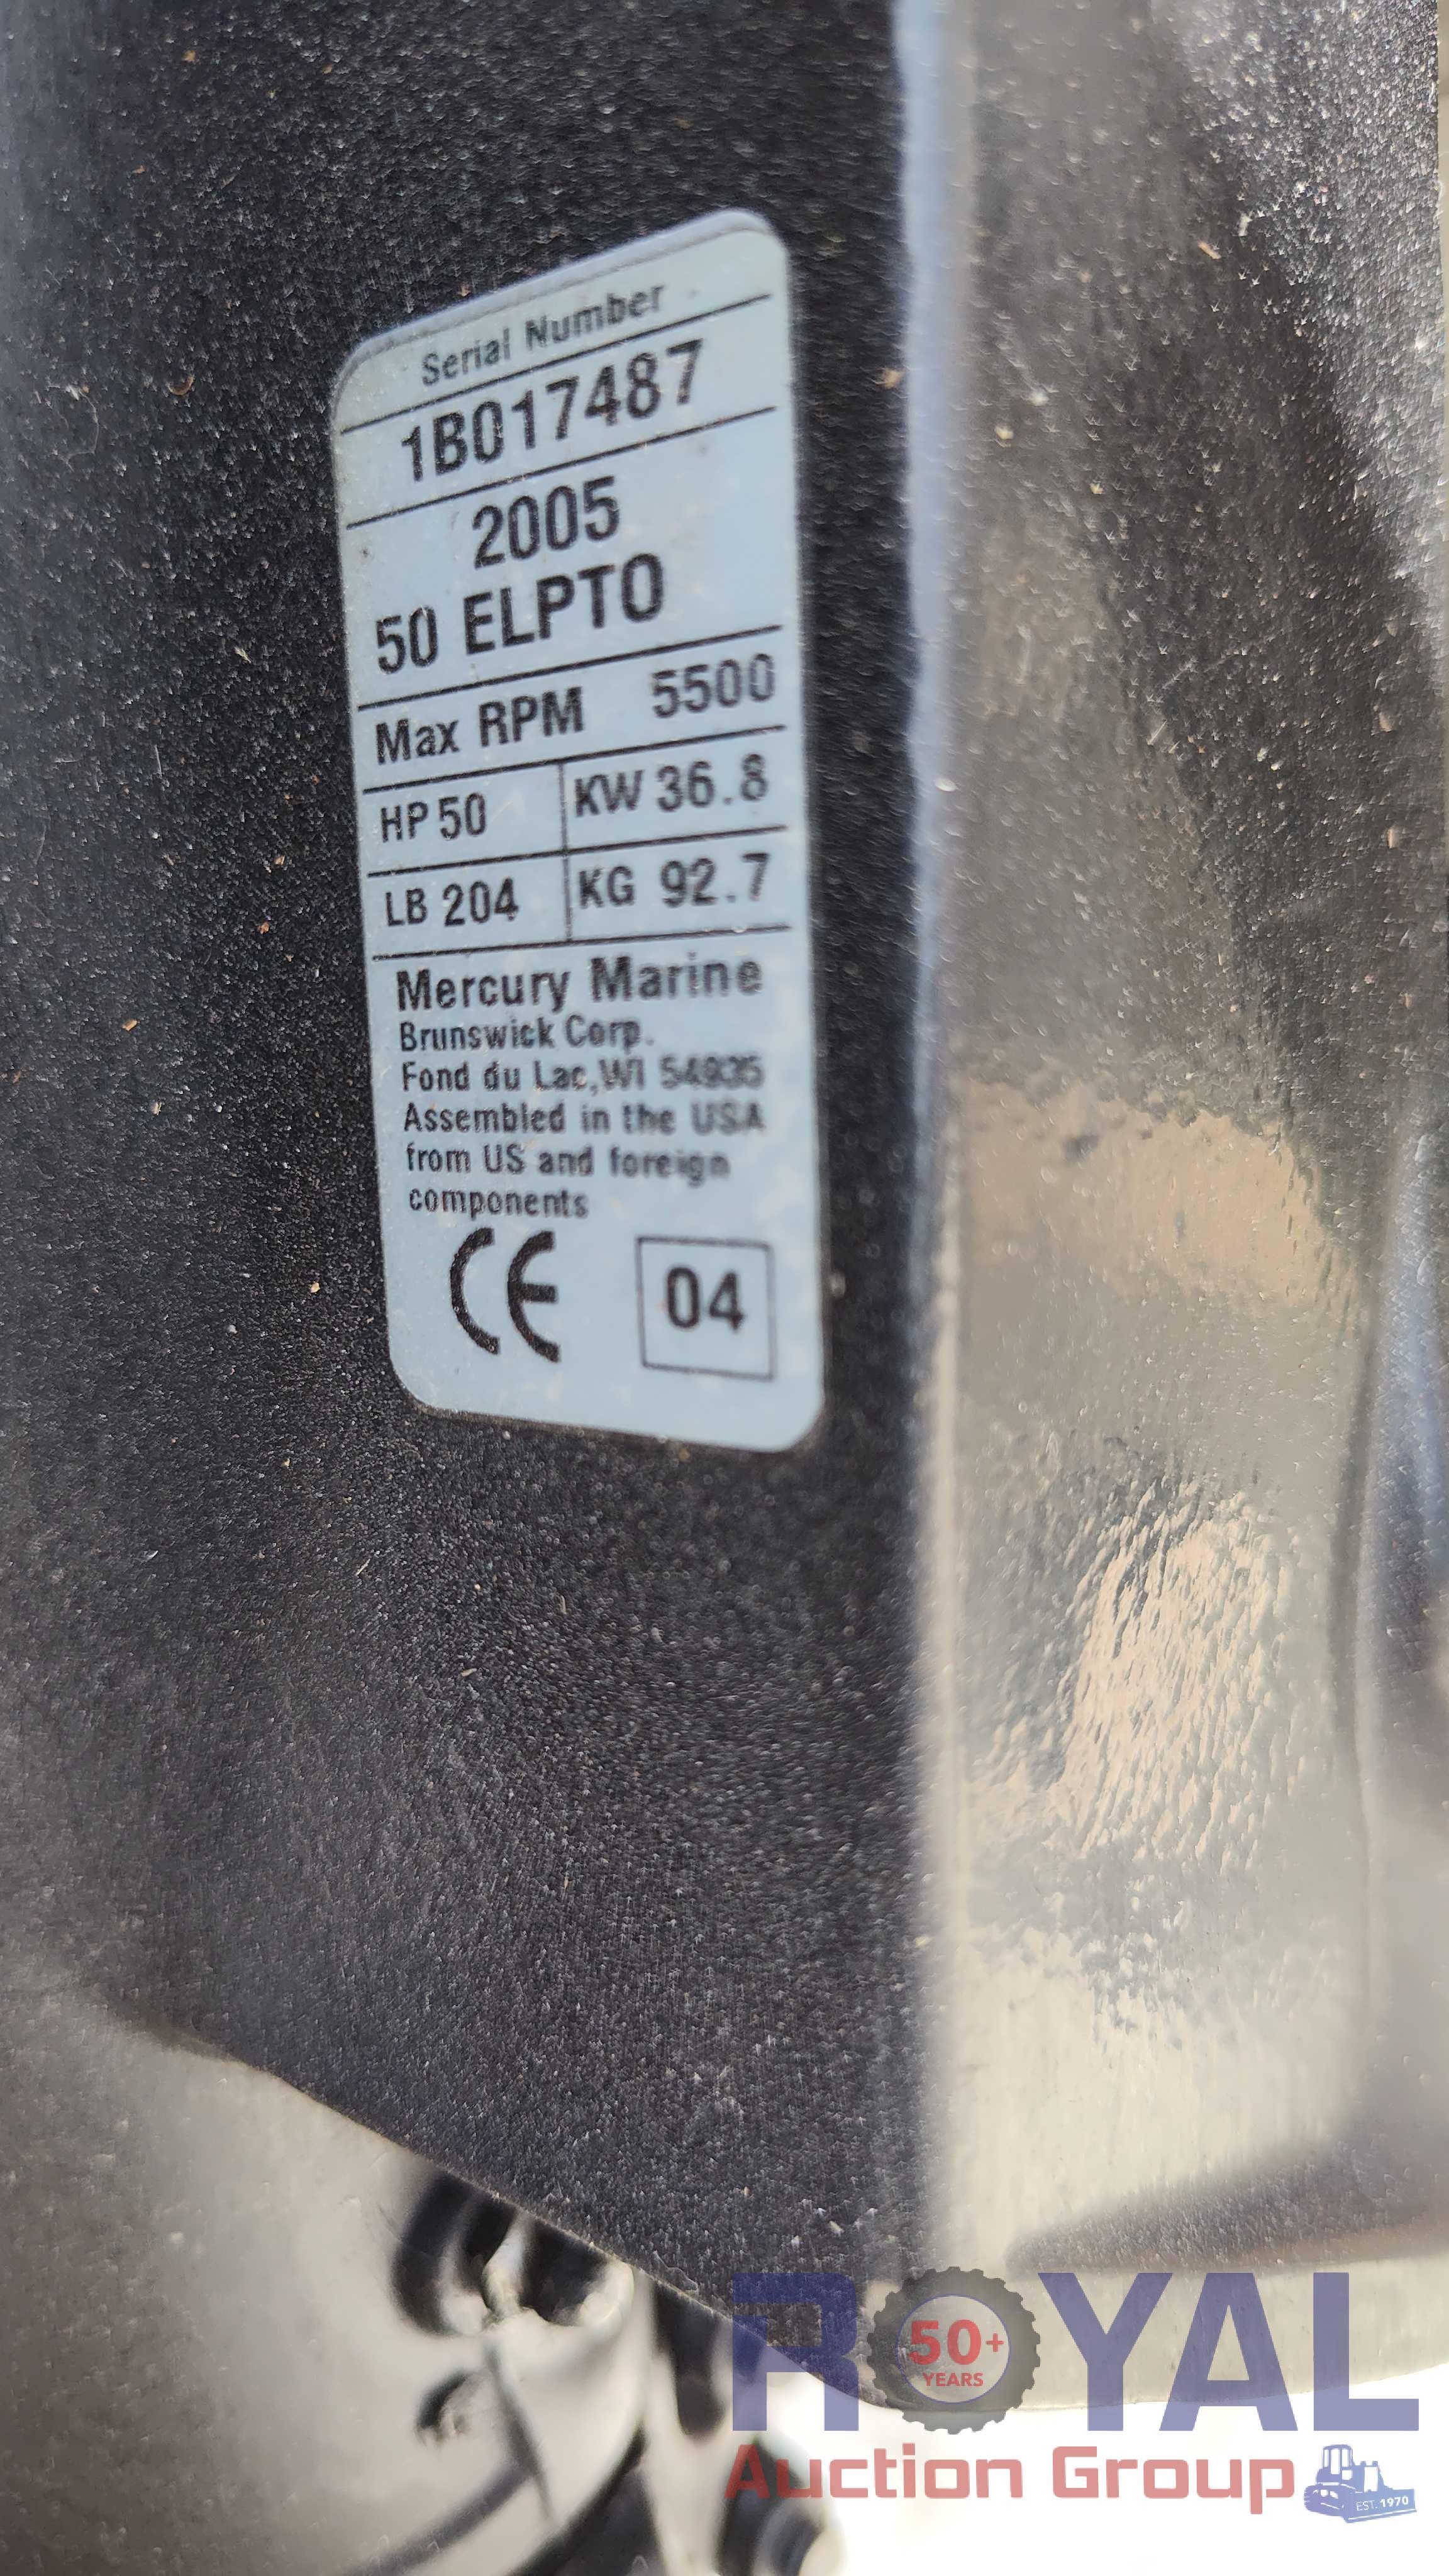 Serial Number
1B017487
2005
50 ELPTO
Max RPM 5500
HP 50 KW 36.8
LB 204 KG 92.7
Mercury Marine
Brunswick Corp.
Fond du Lac, WI 54935
Assembled in the USA
from US and foreign
components
CE 04
ROYAL
50+
YEARS
Auction Group
EST. 1970